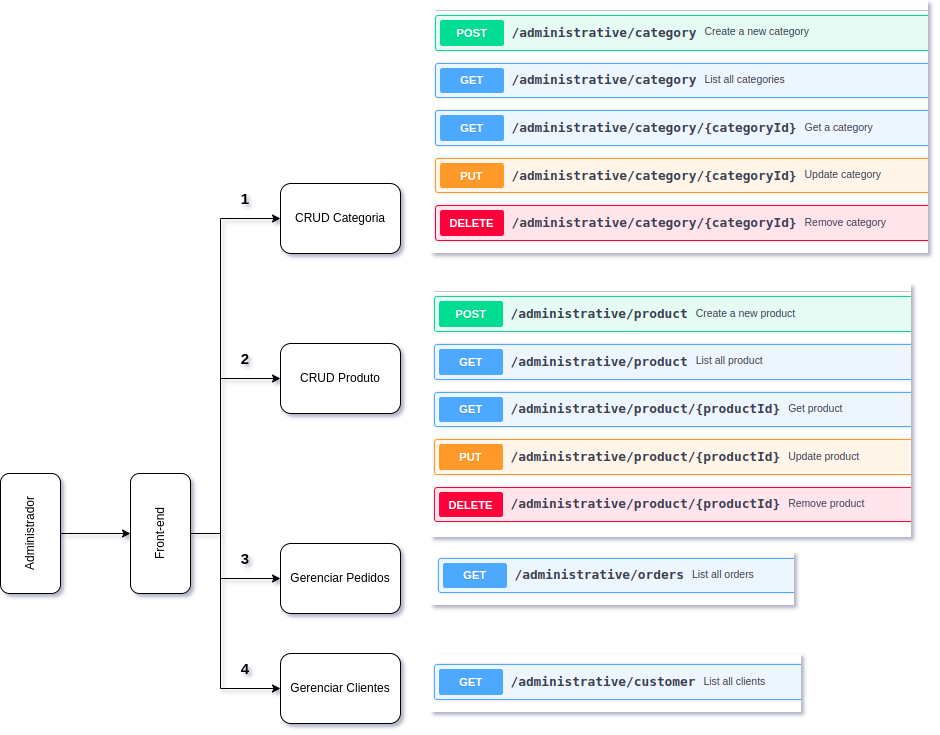 POST /administrative/category Create a new category
GET /administrative/category List all categories
GET /administrative/category/{categoryId} Get a category
PUT /administrative/category/{categoryId} Update category
DELETE /administrative/category/{categoryId} Remove category
1
CRUD Categoria
POST /administrative/product Create a new product
GET /administrative/product List all product
GET /administrative/product/{productId} Get product
PUT /administrative/product/{productId} Update product
DELETE /administrative/product/{productId} Remove product
2
CRUD Produto
Administrador
Front-end
3
Gerenciar Pedidos
GET /administrative/orders List all orders
4
Gerenciar Clientes
GET /administrative/customer List all clients